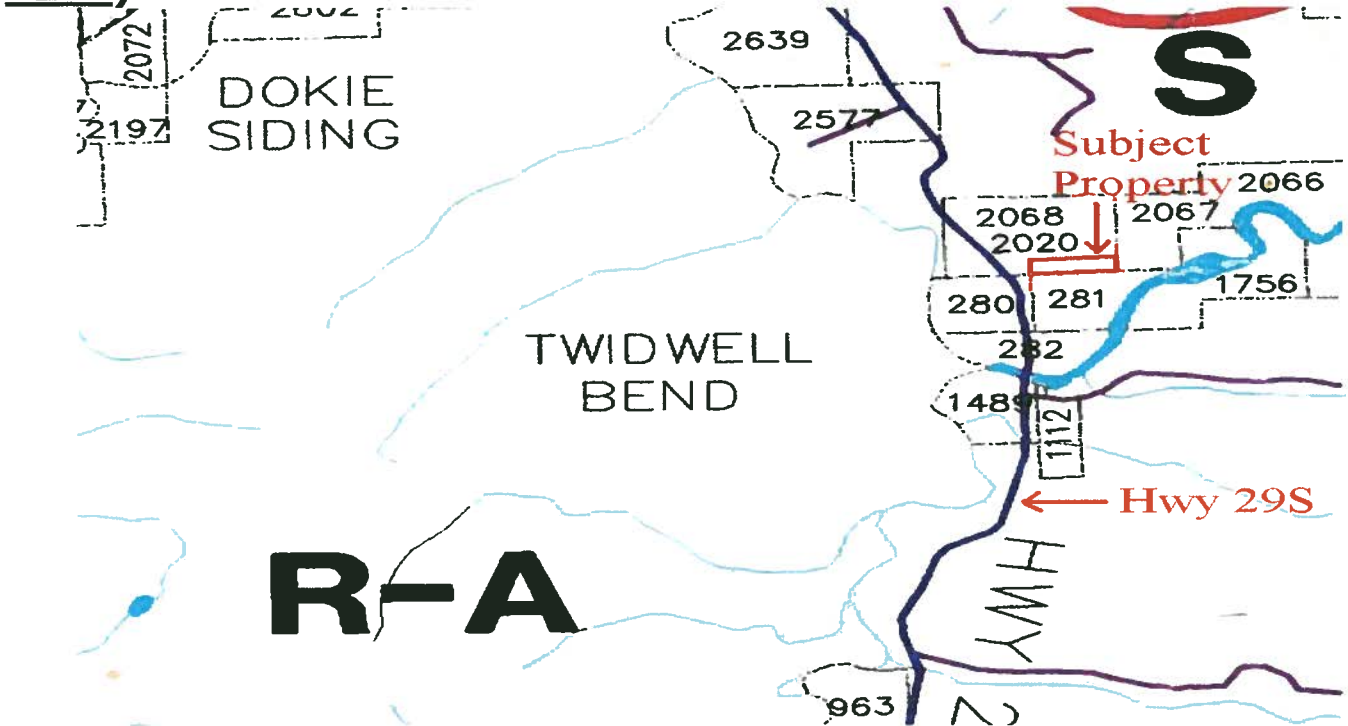 2072
2639
S
DOKIE
SIDING
2197
2577
Subject
Property
2066
2068
2067
2020
280
281
1756
TWIDWELL
BEND
282
1489
1112
Hwy 29S
R-A
HWY
963